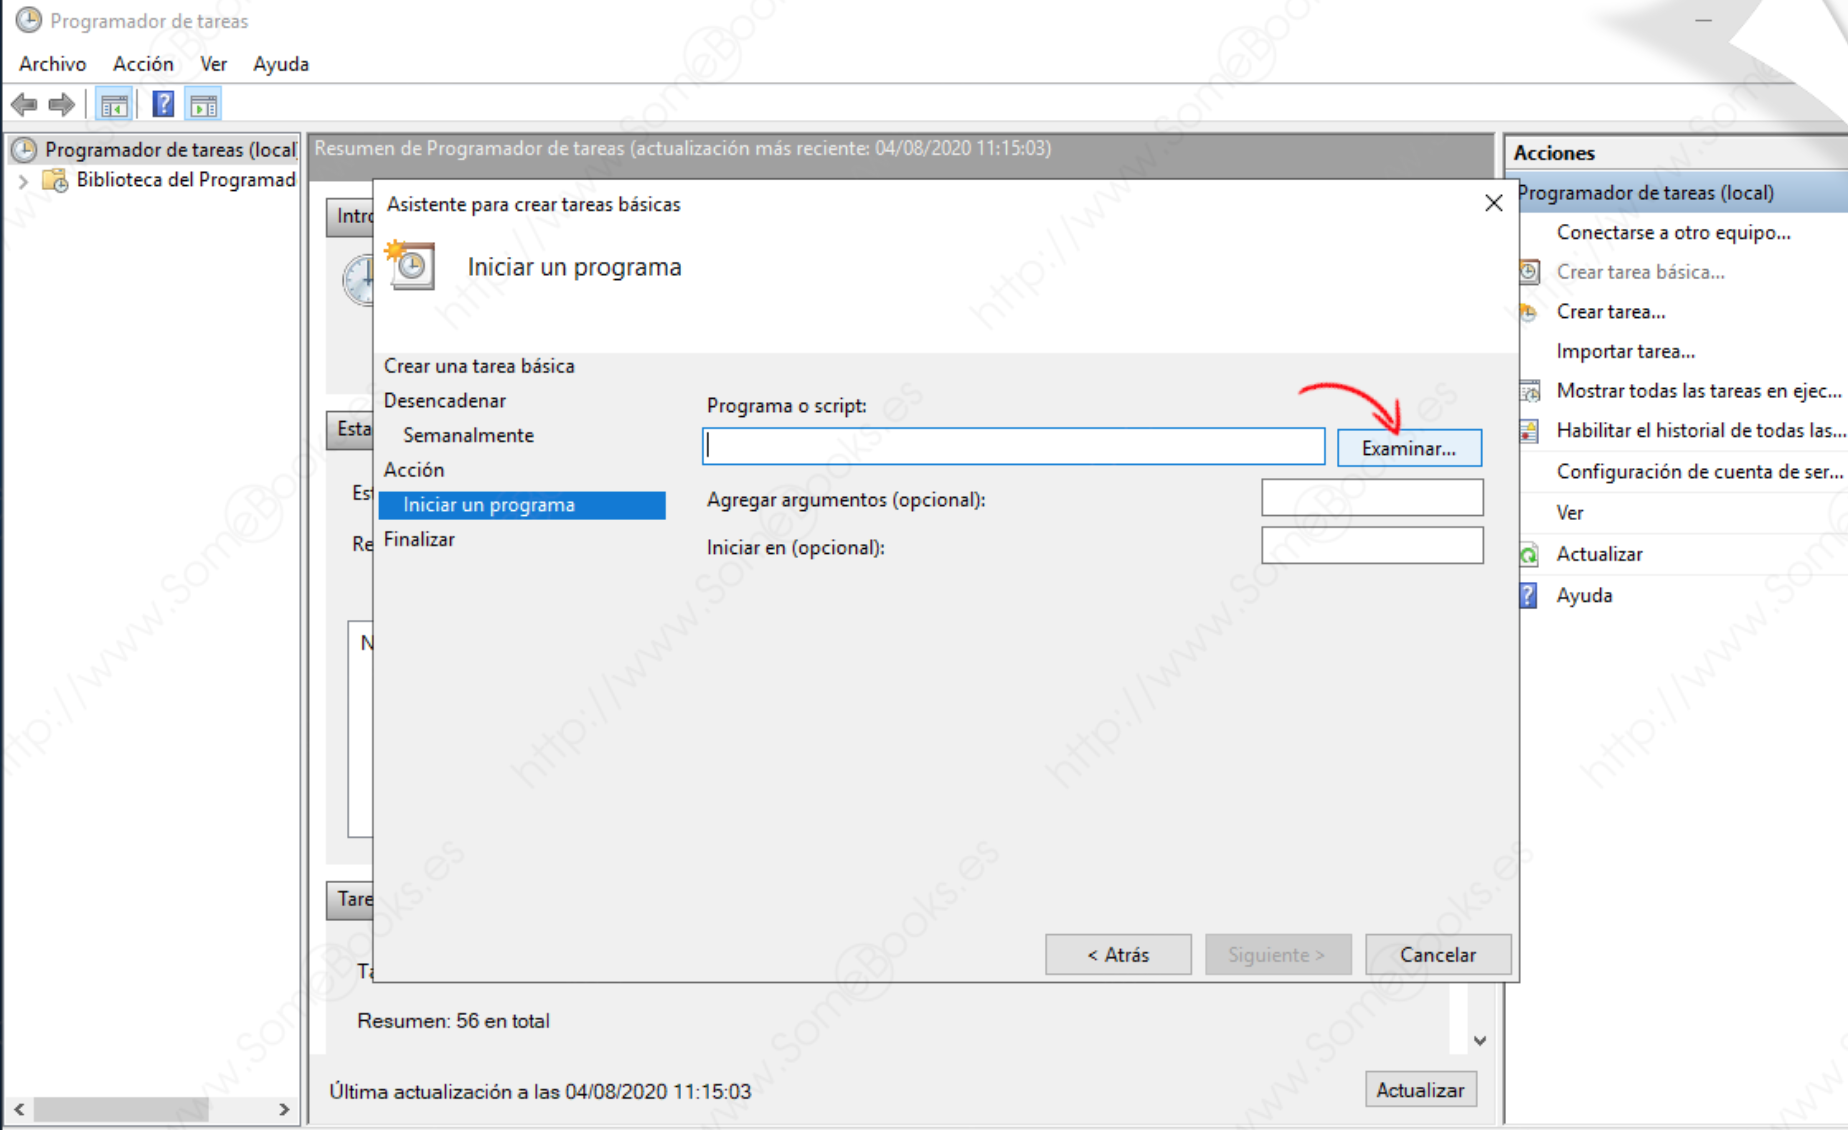 Programador de tareas
Archivo Acción Ver Ayuda
Programador de tareas (local
Biblioteca del Programad
Resumen de Programador de tareas (actualización más reciente: 04/08/2020 11:15:03)
Intro
Esta
Est
Re
N
Tare
Ta
Resumen: 56 en total
Última actualización a las 04/08/2020 11:15:03
Actualizar
Asistente para crear tareas básicas
Iniciar un programa
Crear una tarea básica
Desencadenar
Semanalmente
Acción
Iniciar un programa
Finalizar
Programa o script:
Examinar...
Agregar argumentos (opcional):
Iniciar en (opcional):
< Atrás Siguiente > Cancelar
Acciones
Programador de tareas (local)
Conectarse a otro equipo...
Crear tarea básica...
Crear tarea...
Importar tarea...
Mostrar todas las tareas en ejec...
Habilitar el historial de todas las...
Configuración de cuenta de ser...
Ver
Actualizar
Ayuda
http://www.SomeBooks.es